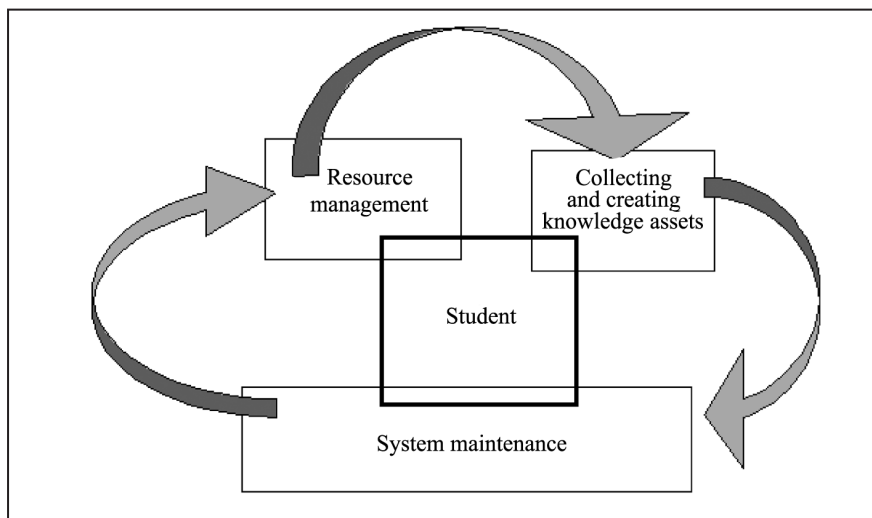 Resource
management
Collecting
and creating
knowledge assets
Student
System maintenance